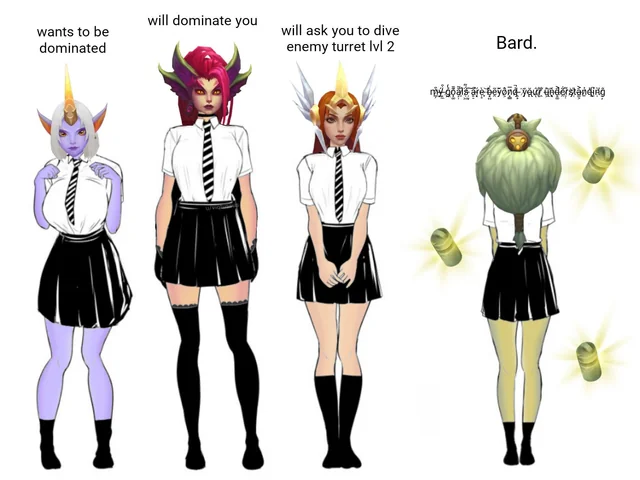 wants to be
dominated
will dominate you
will ask you to dive
enemy turret lvl 2
Bard.
my goals are beyond your understanding